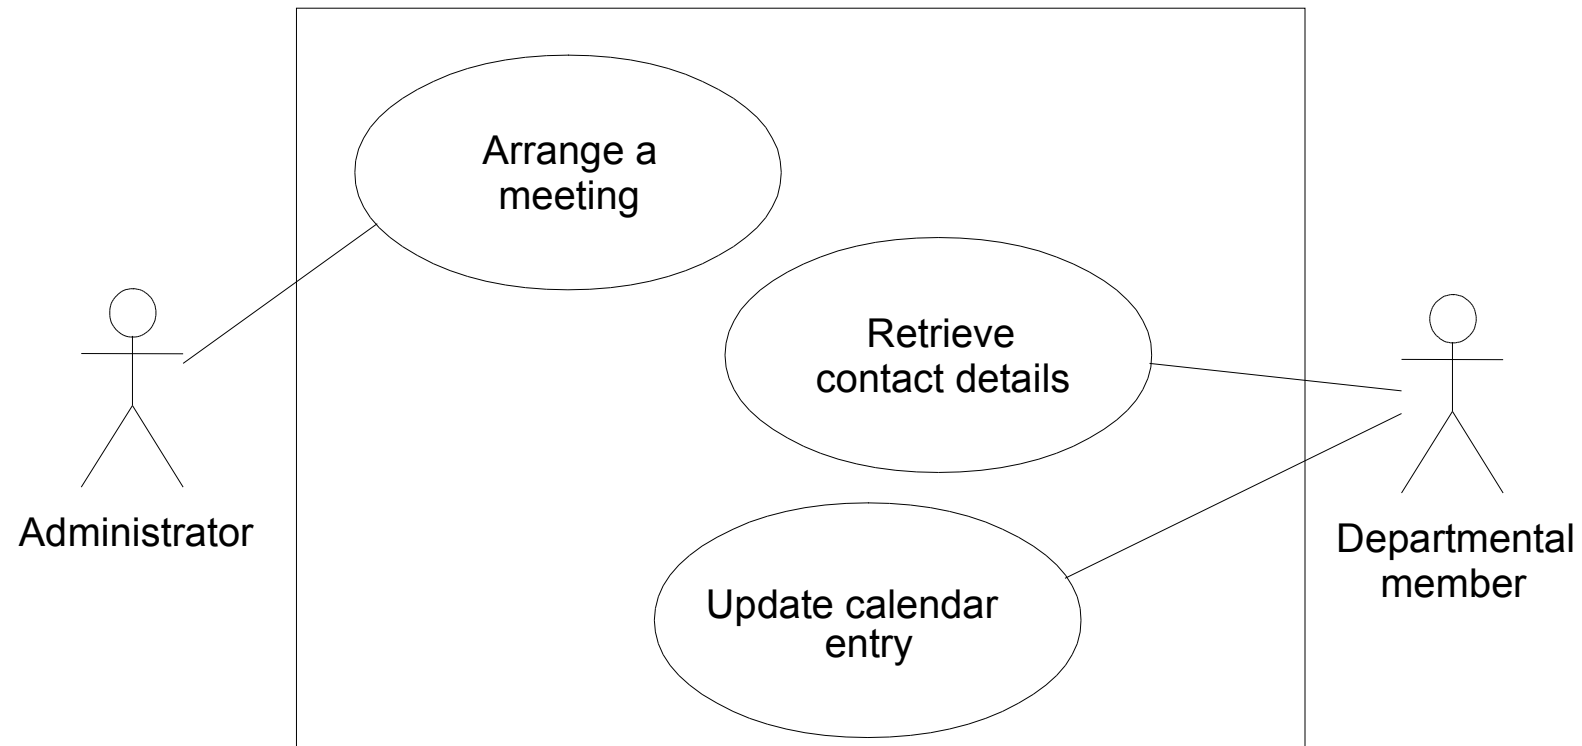 Arrange a
meeting
Retrieve
contact details
Administrator
Departmental
member
Update calendar
entry